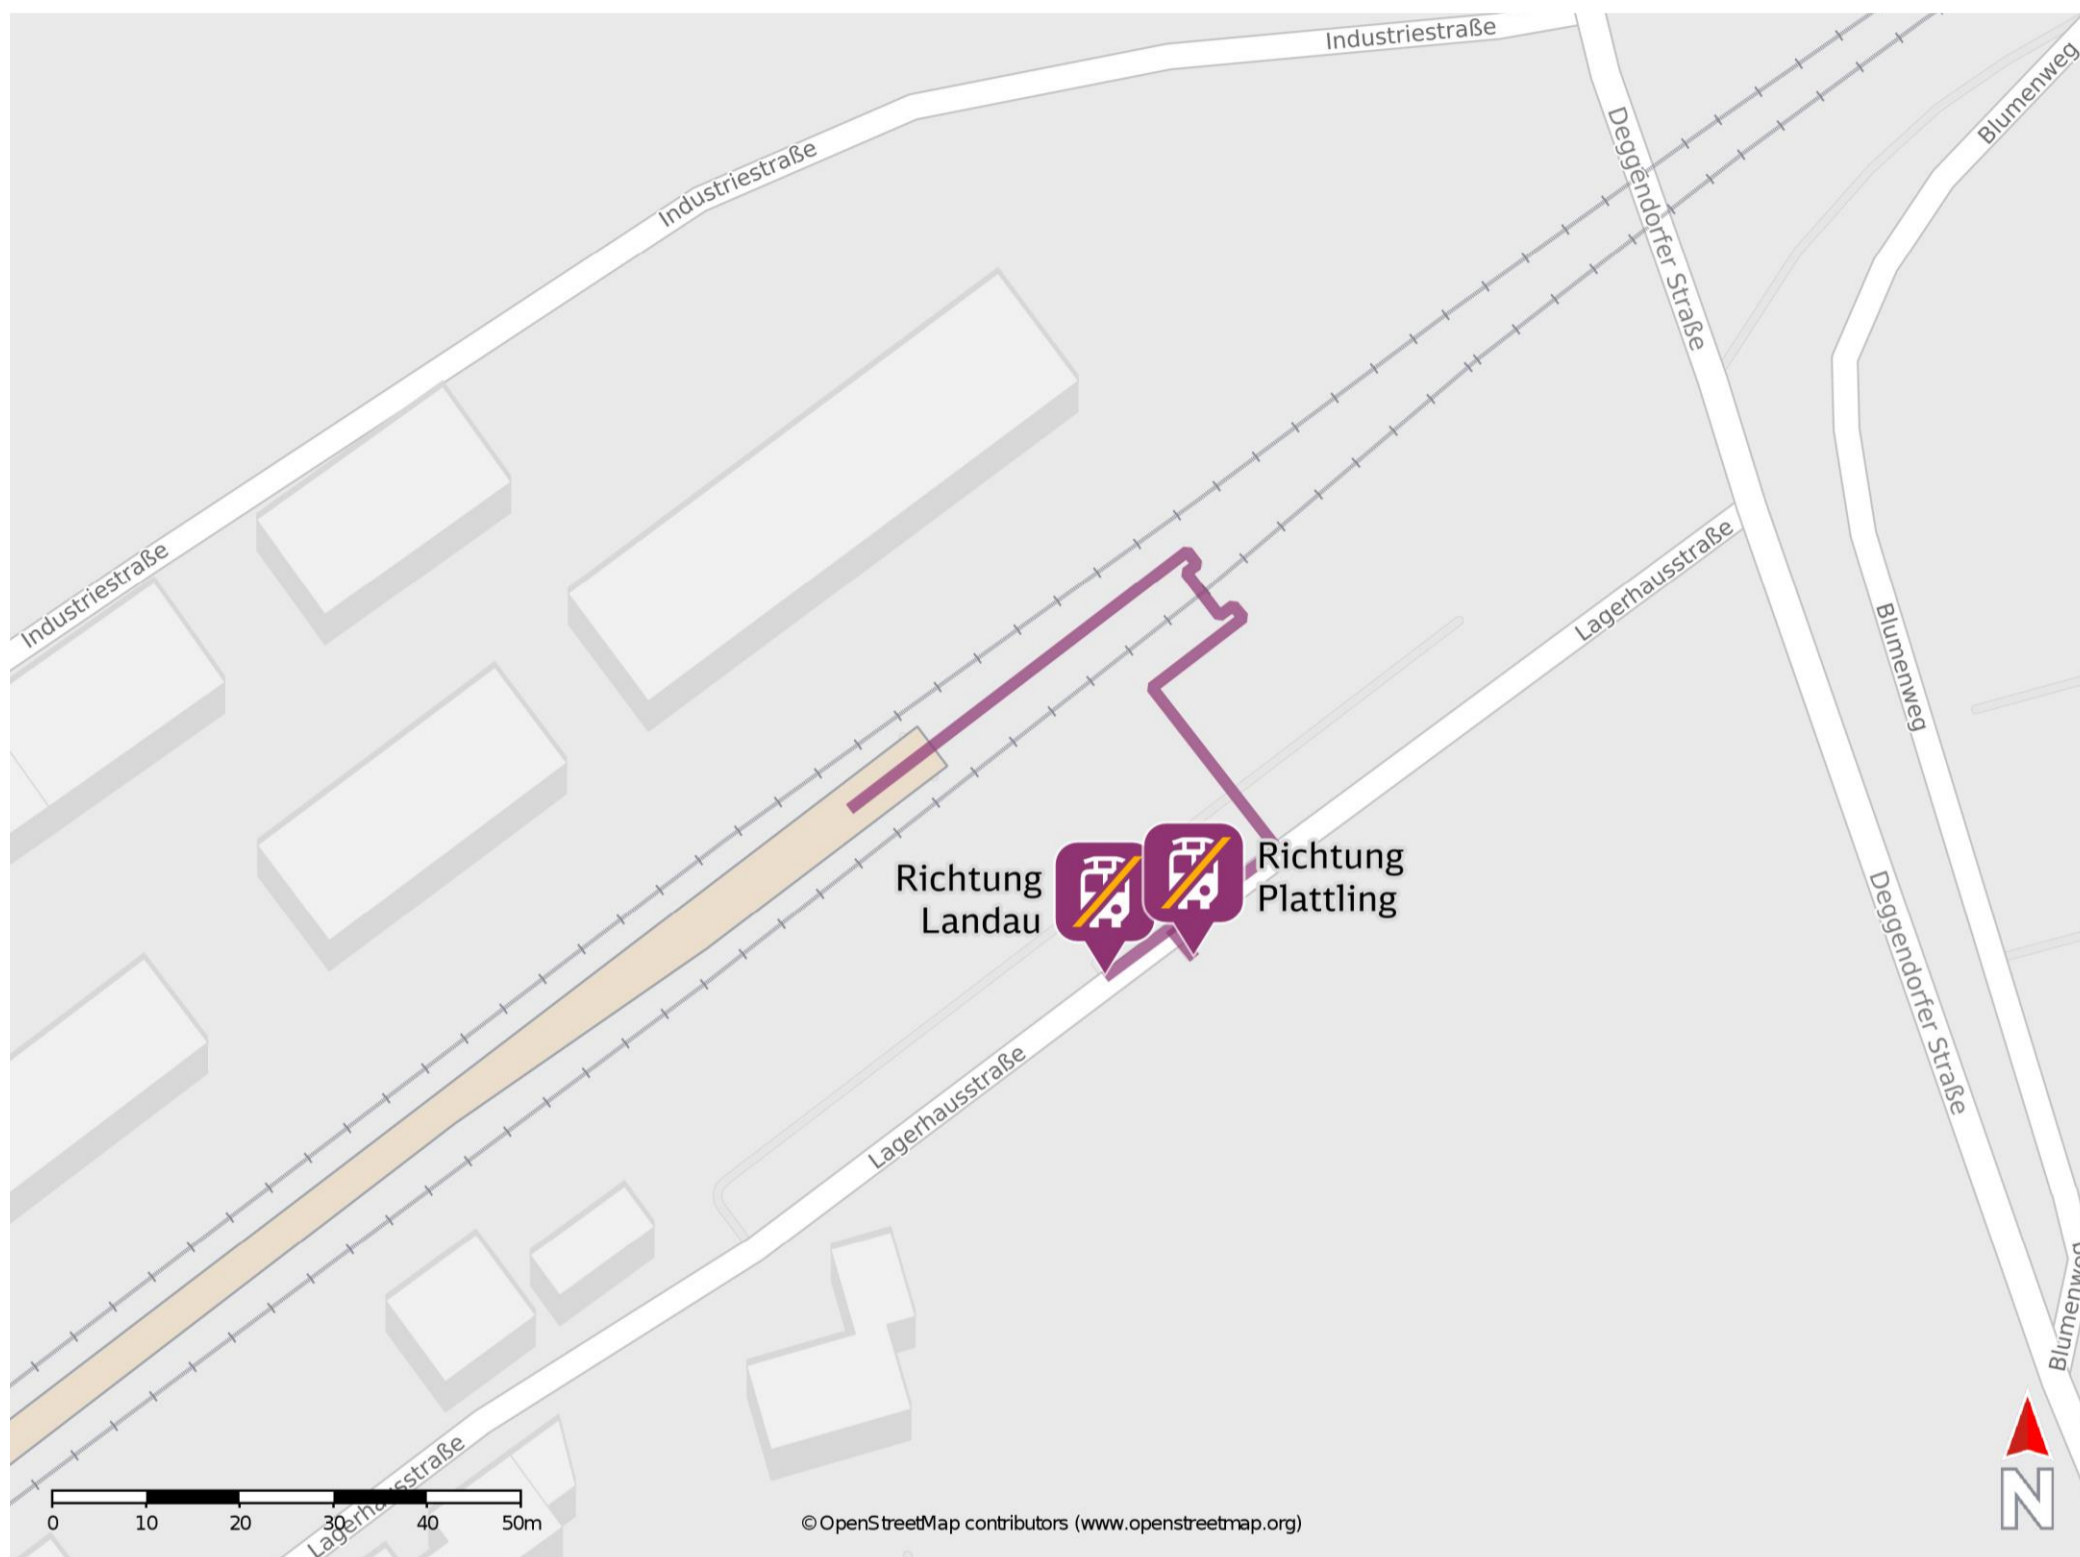 Industriestraße
Industriestraße
Industriestraße
Blumenweg
Deggendorfer Straße
Lagerhausstraße
Blumenweg
Richtung
Landau
Richtung
Plattling
Lagerhausstraße
Deggendorfer Straße
Blumenweg
Lagerhausstraße
0 10 20 30 40 50m
© OpenStreetMap contributors (www.openstreetmap.org)
N